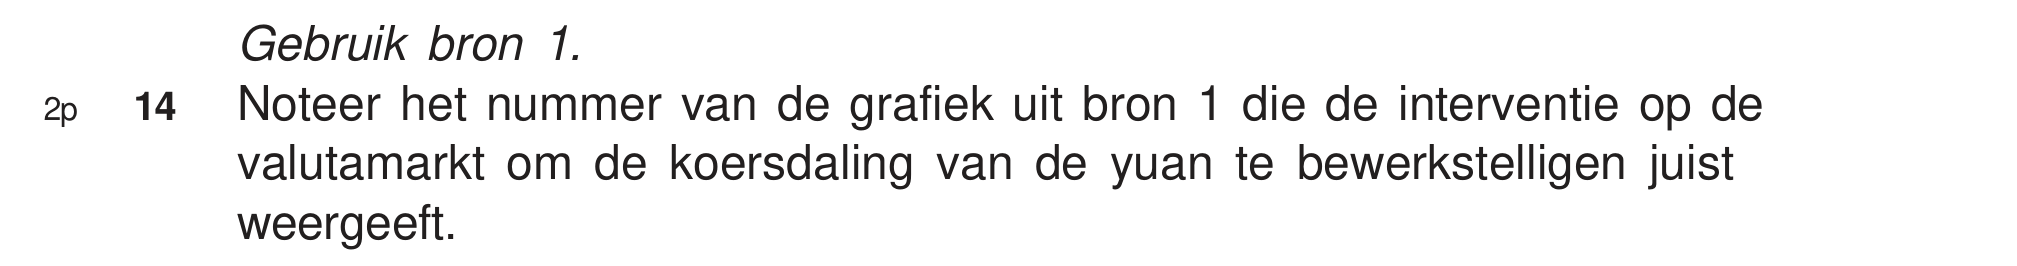 Gebruik bron 1.
2p 14 Noteer het nummer van de grafiek uit bron 1 die de interventie op de
valutamarkt om de koersdaling van de yuan te bewerkstelligen juist
weergeeft.